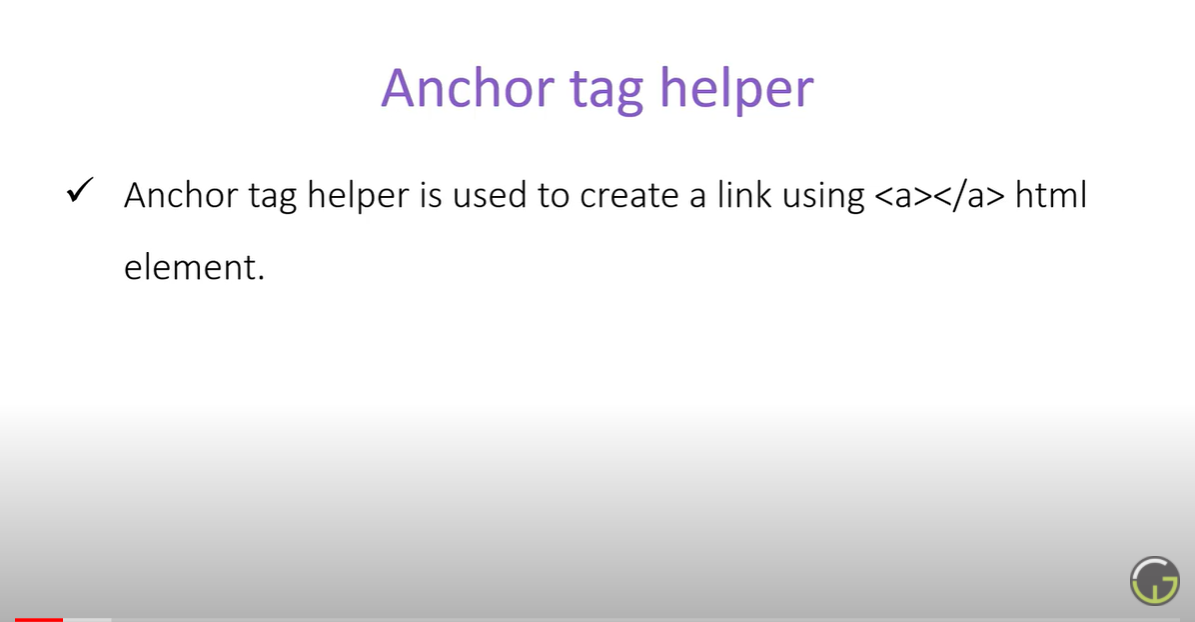 Anchor tag helper
✓ Anchor tag helper is used to create a link using <a></a> html
element.